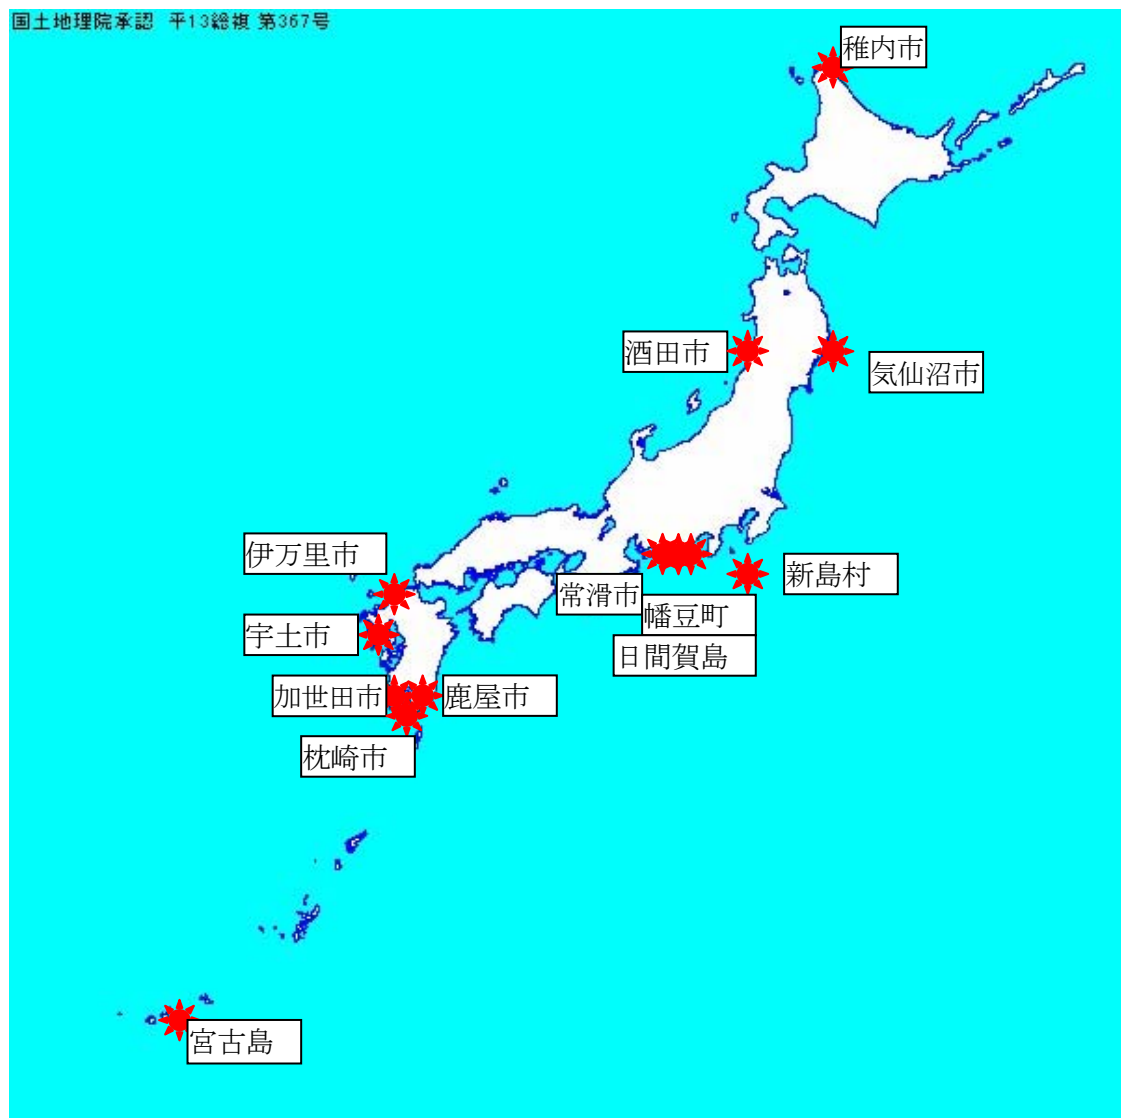 国土地理院承認 平13総複 第367号
稚内市
酒田市
気仙沼市
伊万里市
新島村
常滑市
幡豆町
宇土市
日間賀島
加世田市
鹿屋市
枕崎市
宮古島